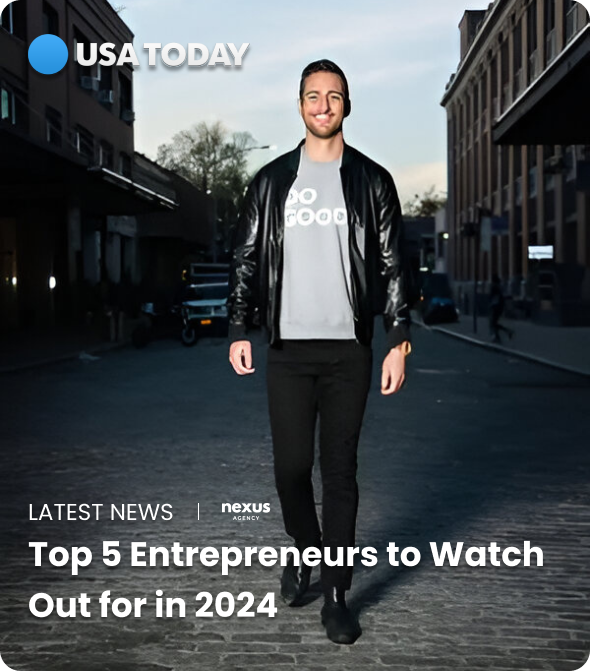 USA TODAY
DO
GOOD
LATEST NEWS | nexus
AGENCY
Top 5 Entrepreneurs to Watch
Out for in 2024